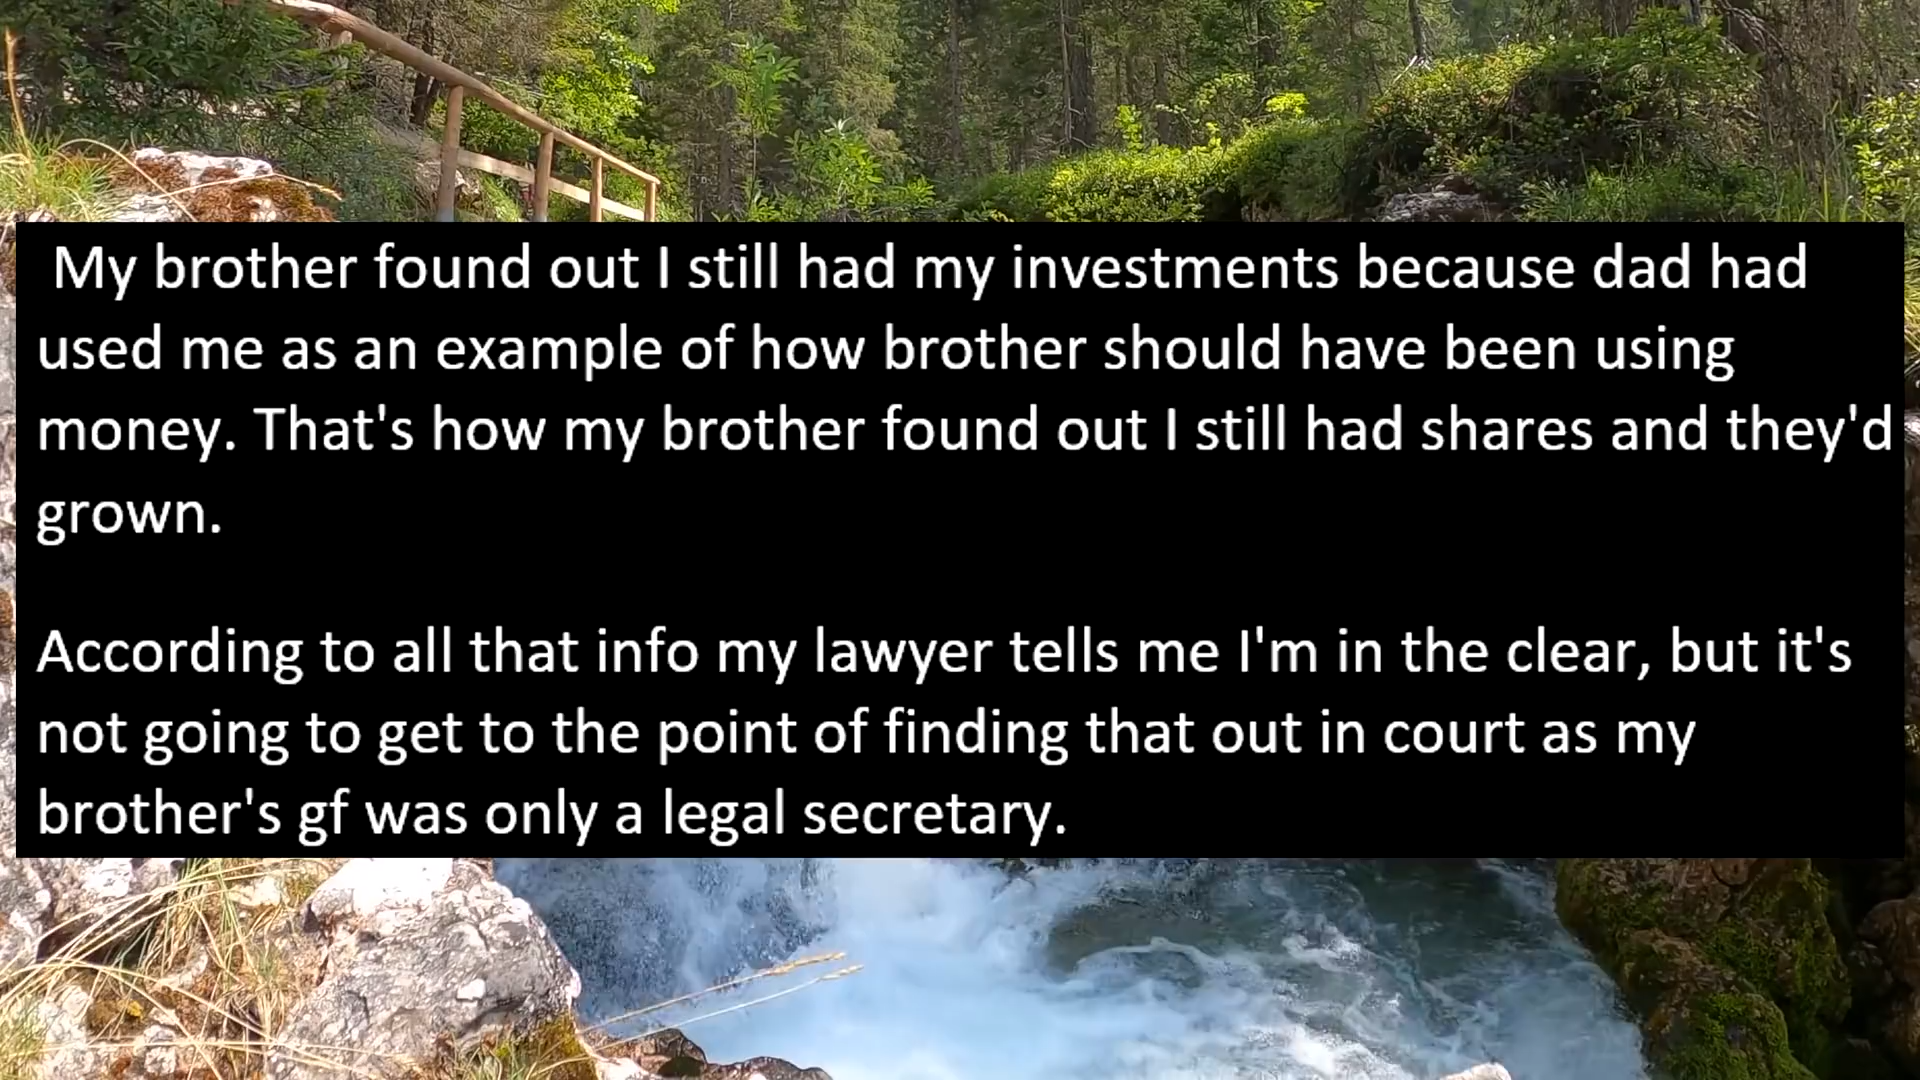 My brother found out I still had my investments because dad had
used me as an example of how brother should have been using
money. That's how my brother found out I still had shares and they'd
grown.
According to all that info my lawyer tells me I'm in the clear, but it's
not going to get to the point of finding that out in court as my
brother's gf was only a legal secretary.